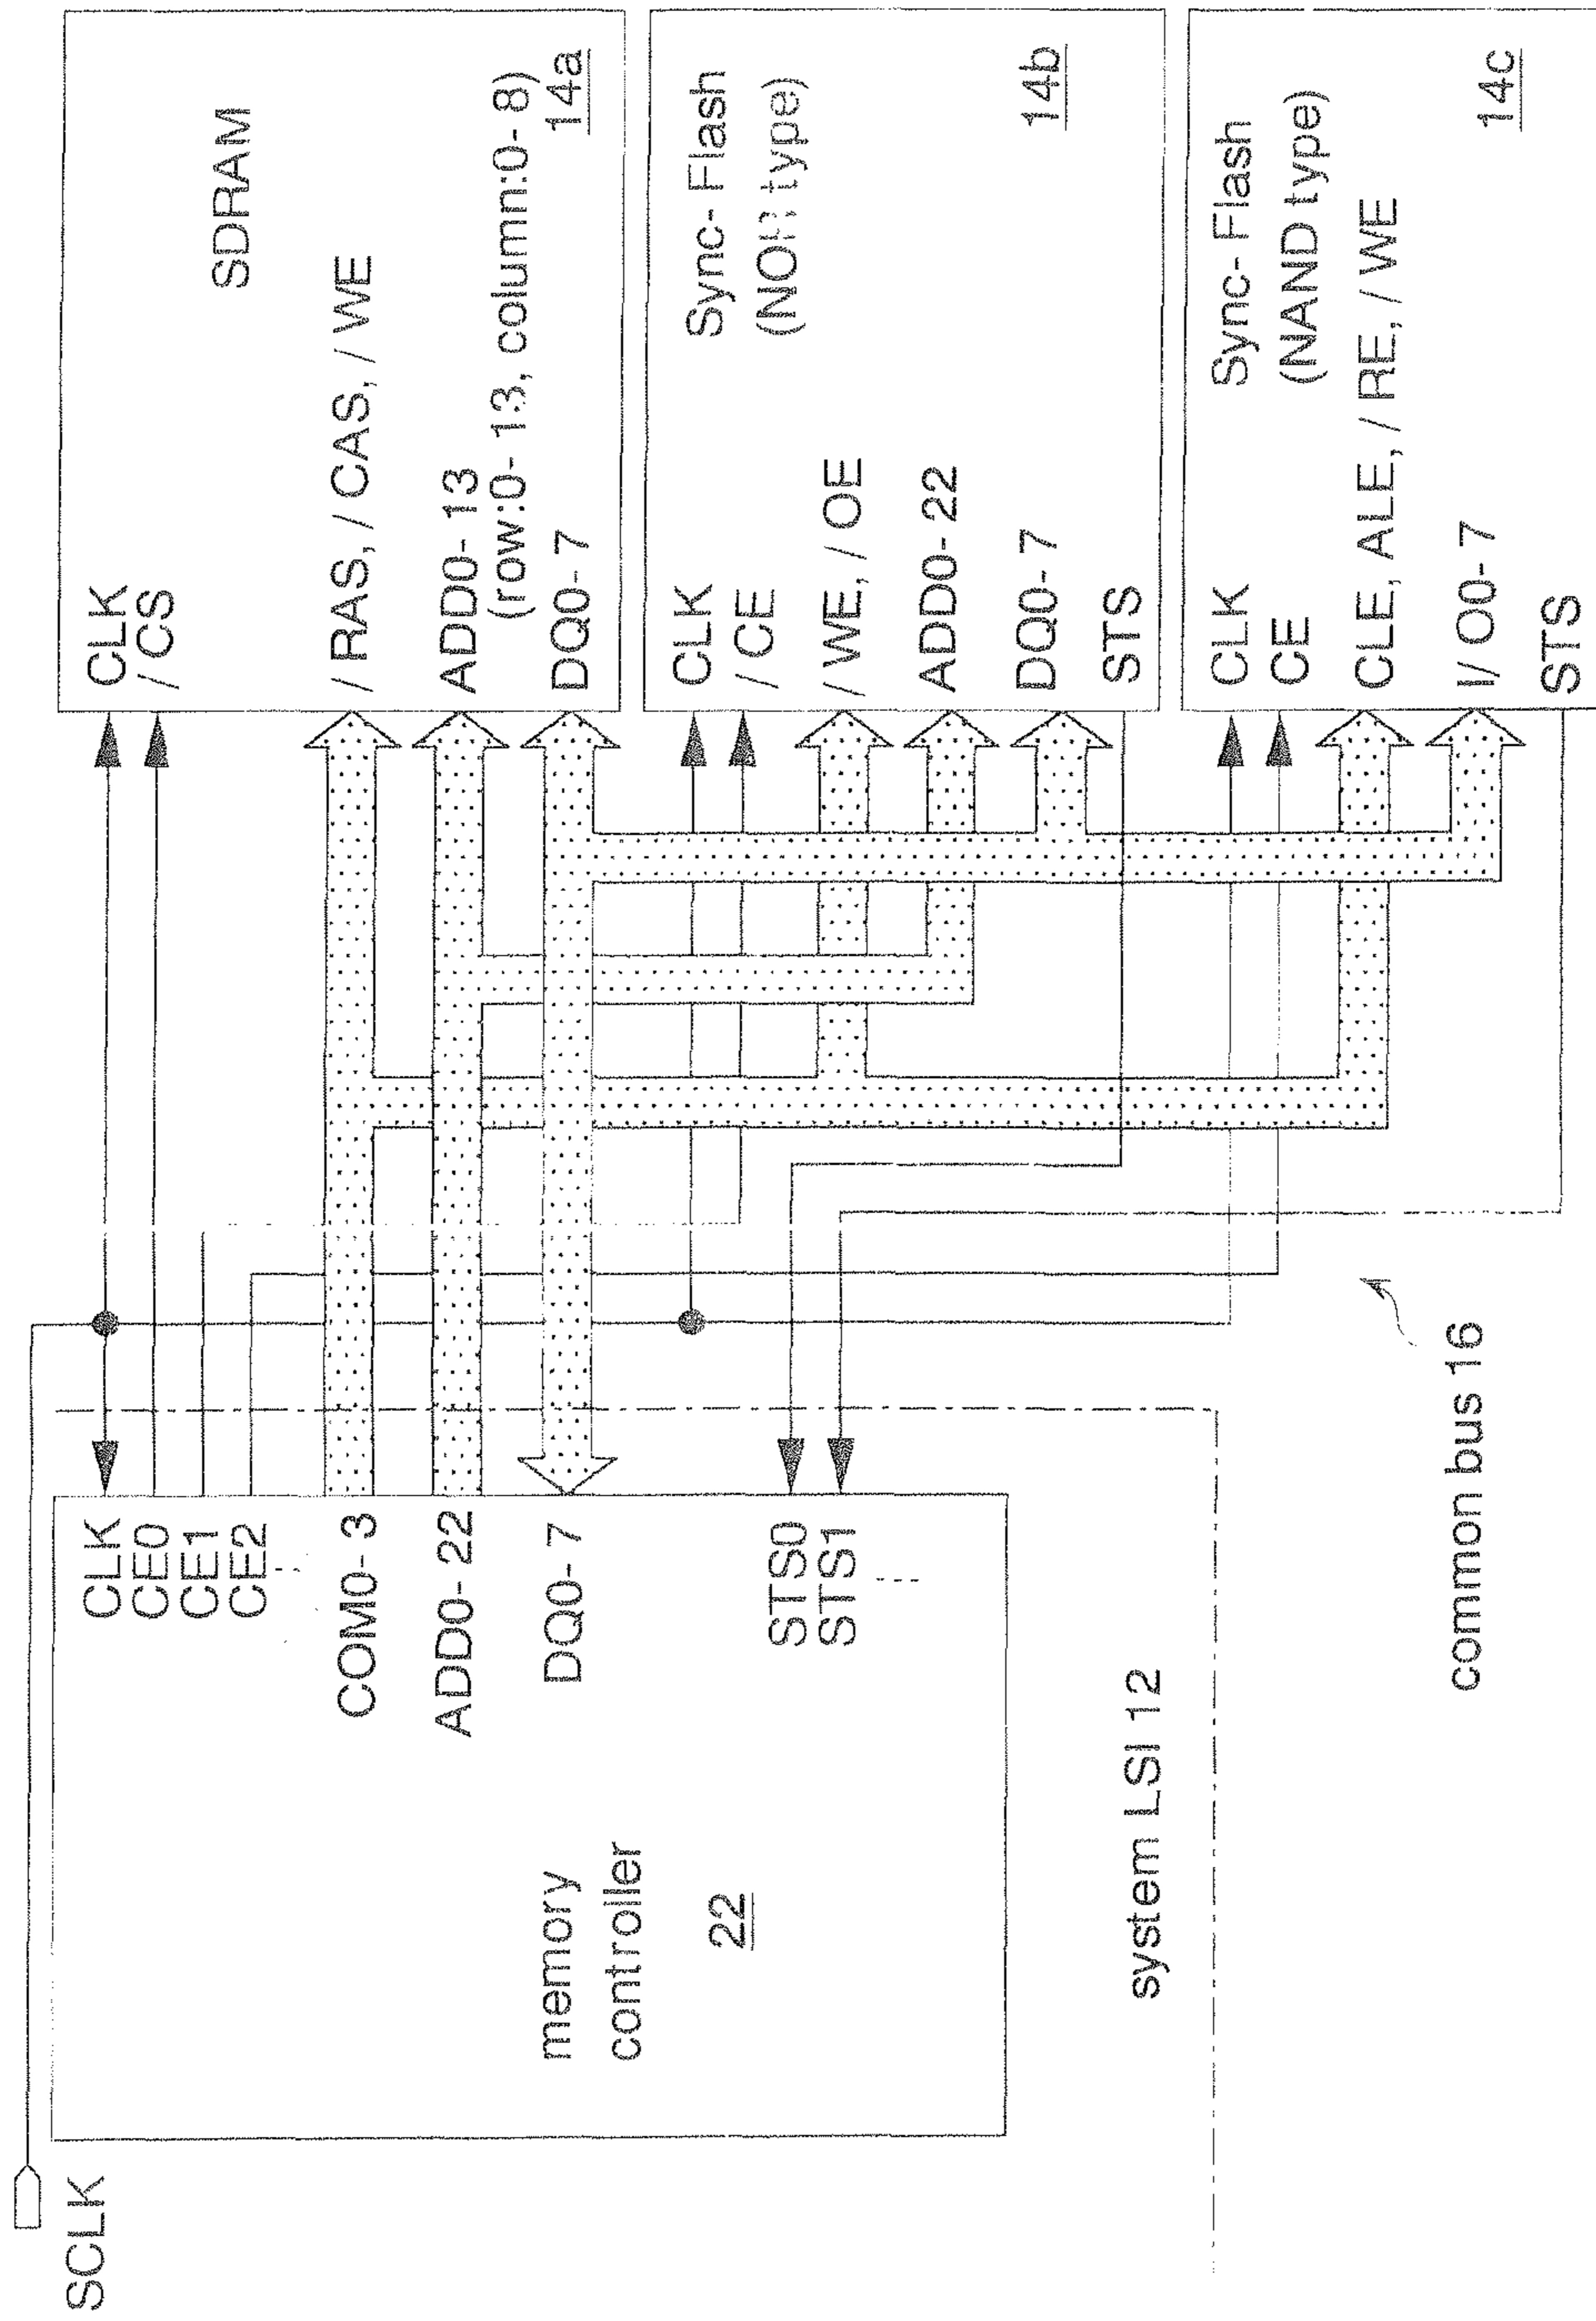 SCLK
memory
controller
22
CLK
CE0
CE1
CE2
COM0-3
ADD0-22
DQ0-7
STS0
STS1
system LSI 12
common bus 16
SDRAM
14a
CLK
/CS
/RAS, /CAS, /WE
ADD0-13
(row:0-13, column:0-8)
DQ0-7
Sync-Flash
(NOR type)
14b
CLK
/CE
/WE, /OE
ADD0-22
DQ0-7
STS
Sync-Flash
(NAND type)
14c
CLK
CE
CLE, ALE, /RE, /WE
I/O0-7
STS